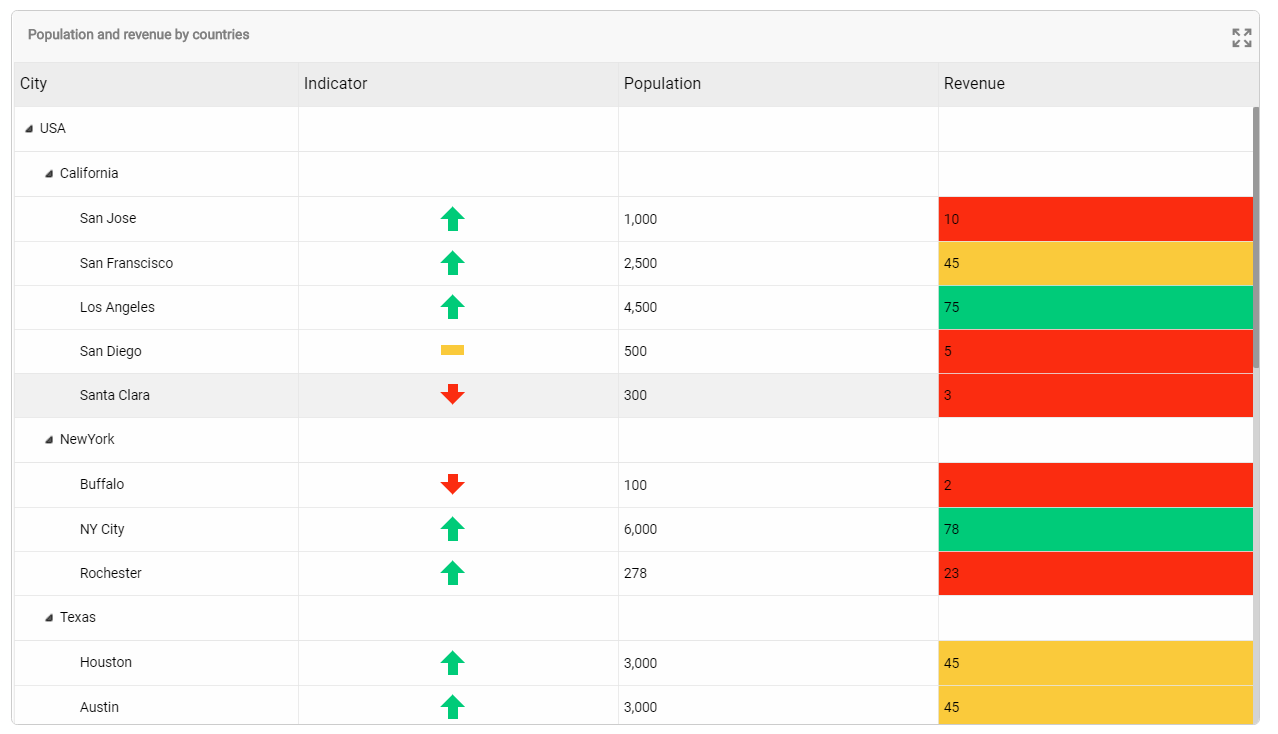 Population and revenue by countries
City Indicator Population Revenue
USA
California
San Jose 1,000 10
San Franscisco 2,500 45
Los Angeles 4,500 75
San Diego 500 5
Santa Clara 300 3
NewYork
Buffalo 100 2
NY City 6,000 78
Rochester 278 23
Texas
Houston 3,000 45
Austin 3,000 45